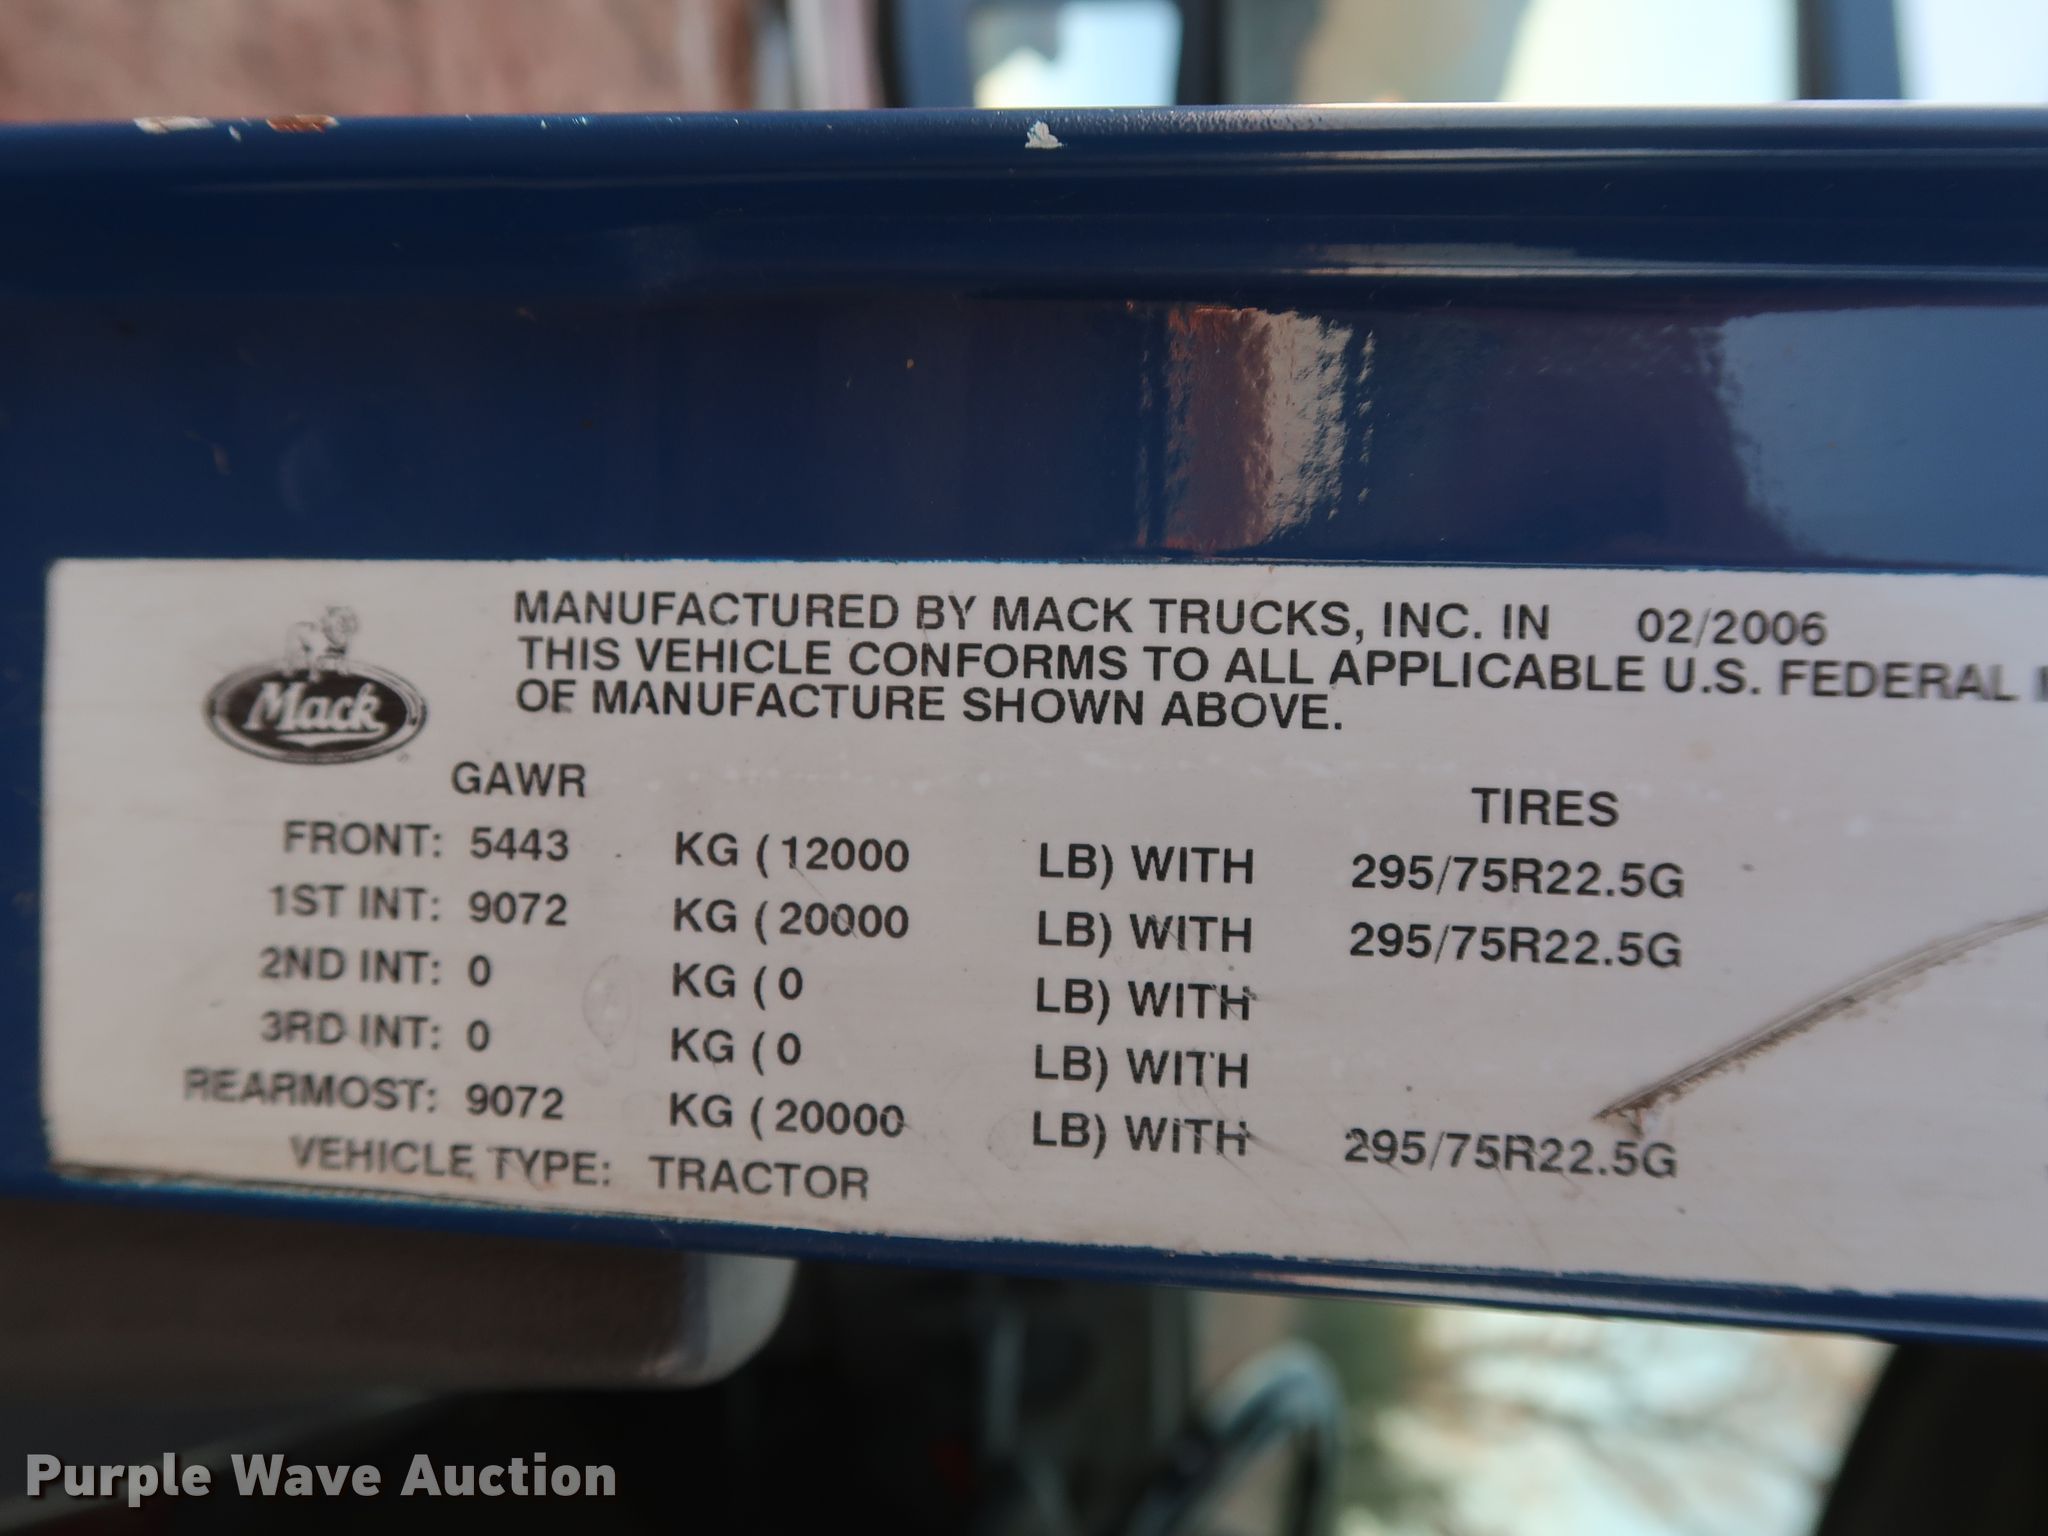 MANUFACTURED BY MACK TRUCKS, INC. IN 02/2006
THIS VEHICLE CONFORMS TO ALL APPLICABLE U.S. FEDERAL
OF MANUFACTURE SHOWN ABOVE.
Mack
GAWR TIRES
FRONT: 5443 KG ( 12000 LB) WITH 295/75R22.5G
1ST INT: 9072 KG ( 20000 LB) WITH 295/75R22.5G
2ND INT: 0 KG ( 0 LB) WITH
3RD INT: 0 KG ( 0 LB) WITH
REARMOST: 9072 KG ( 20000 LB) WITH 295/75R22.5G
VEHICLE TYPE: TRACTOR
Purple Wave Auction